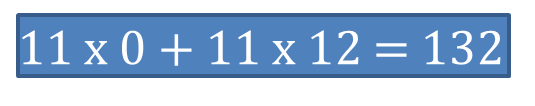 11 x 0 + 11 x 12 = 132